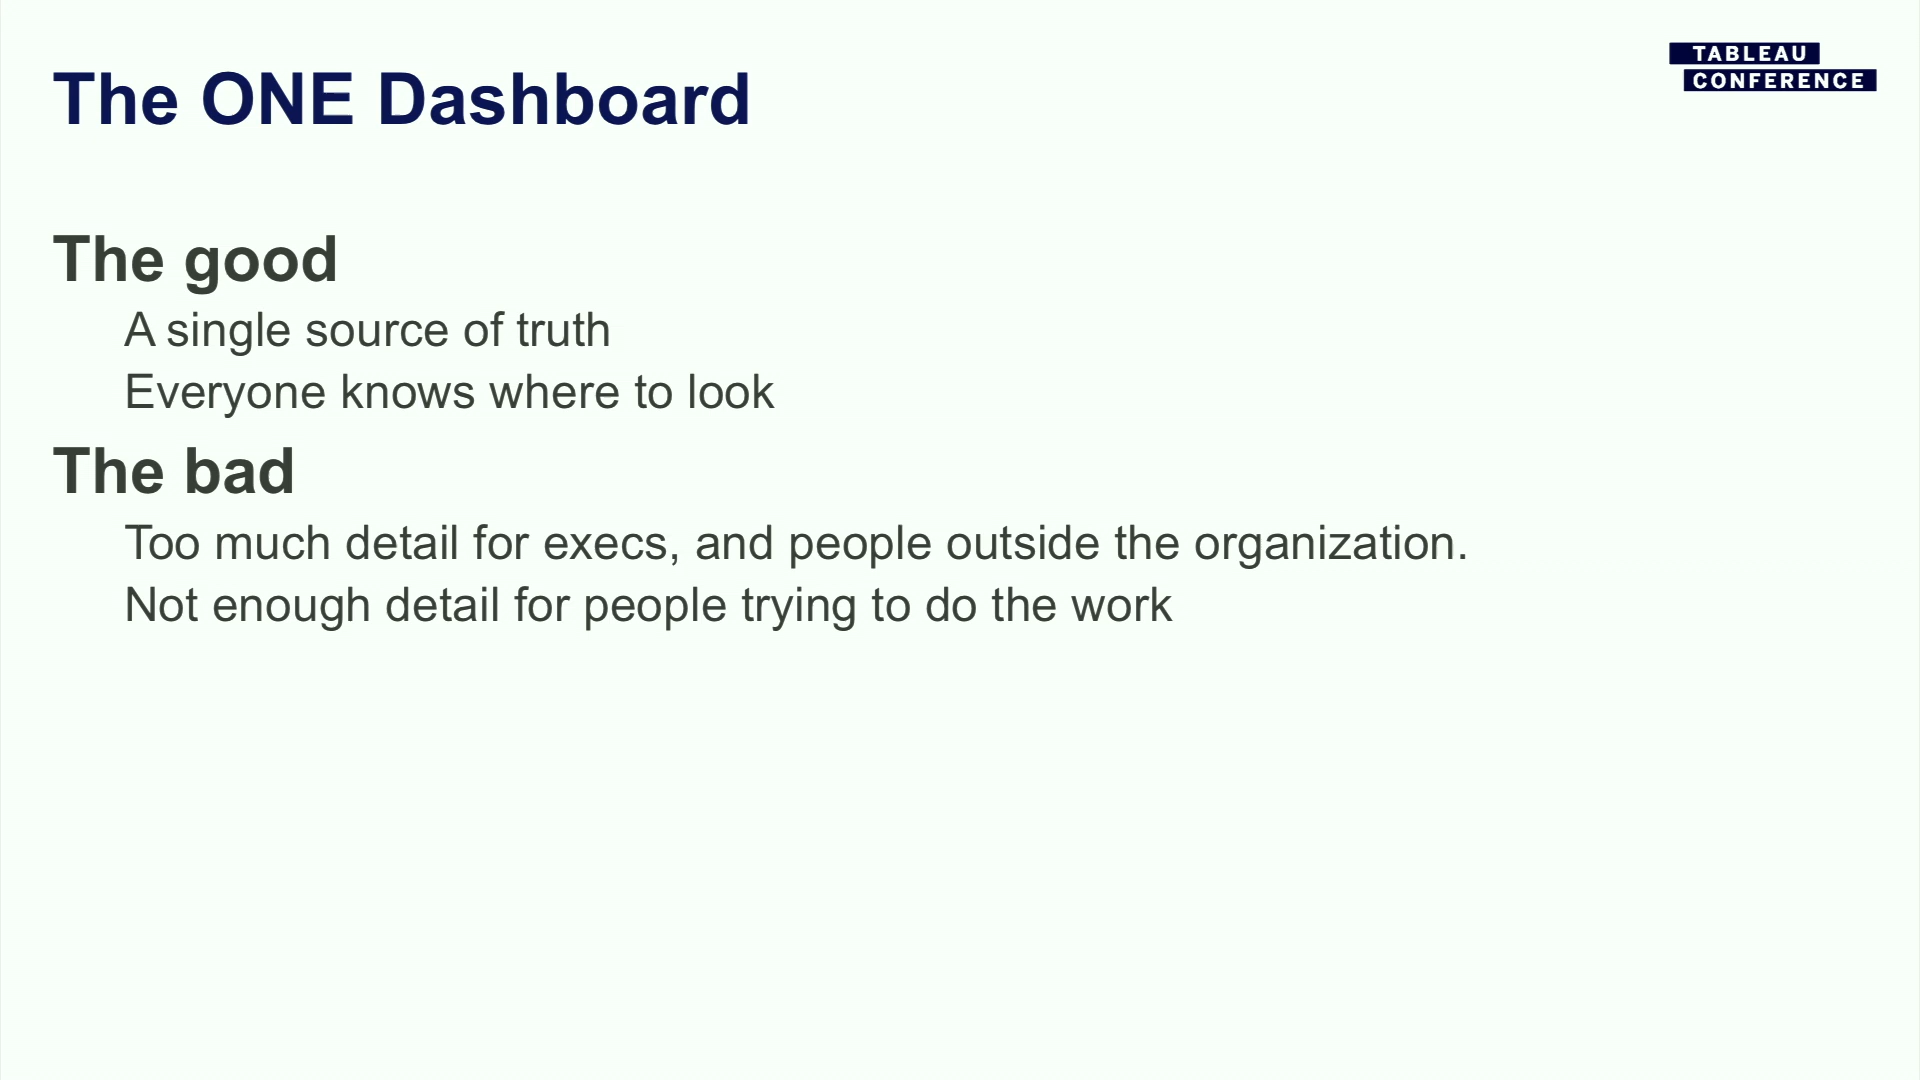 The ONE Dashboard
TABLEAU
CONFERENCE
The good
A single source of truth
Everyone knows where to look
The bad
Too much detail for execs, and people outside the organization.
Not enough detail for people trying to do the work